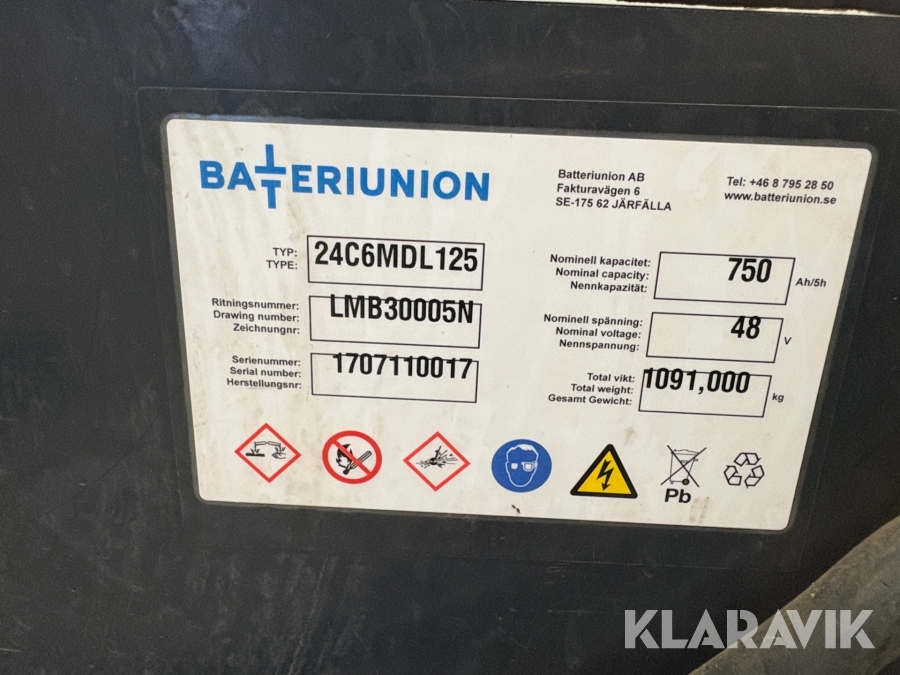 BATTERIUNION
Batteriunion AB
Fakturavägen 6
SE-175 62 JÄRFÄLLA
Tel: +46 8 795 28 50
www.batteriunion.se
TYP:
TYPE:
24C6MDL125
Ritningsnummer:
Drawing number:
Zeichnungnr:
LMB30005N
Serienummer:
Serial number:
Herstellungsnr:
1707110017
Nominell kapacitet:
Nominal capacity:
Nennkapazität:
750
Ah/5h
Nominell spänning:
Nominal voltage:
Nennspannung:
48
V
Total vikt:
Total weight:
Gesamt Gewicht:
1091,000
kg
Pb
KLARAVIK